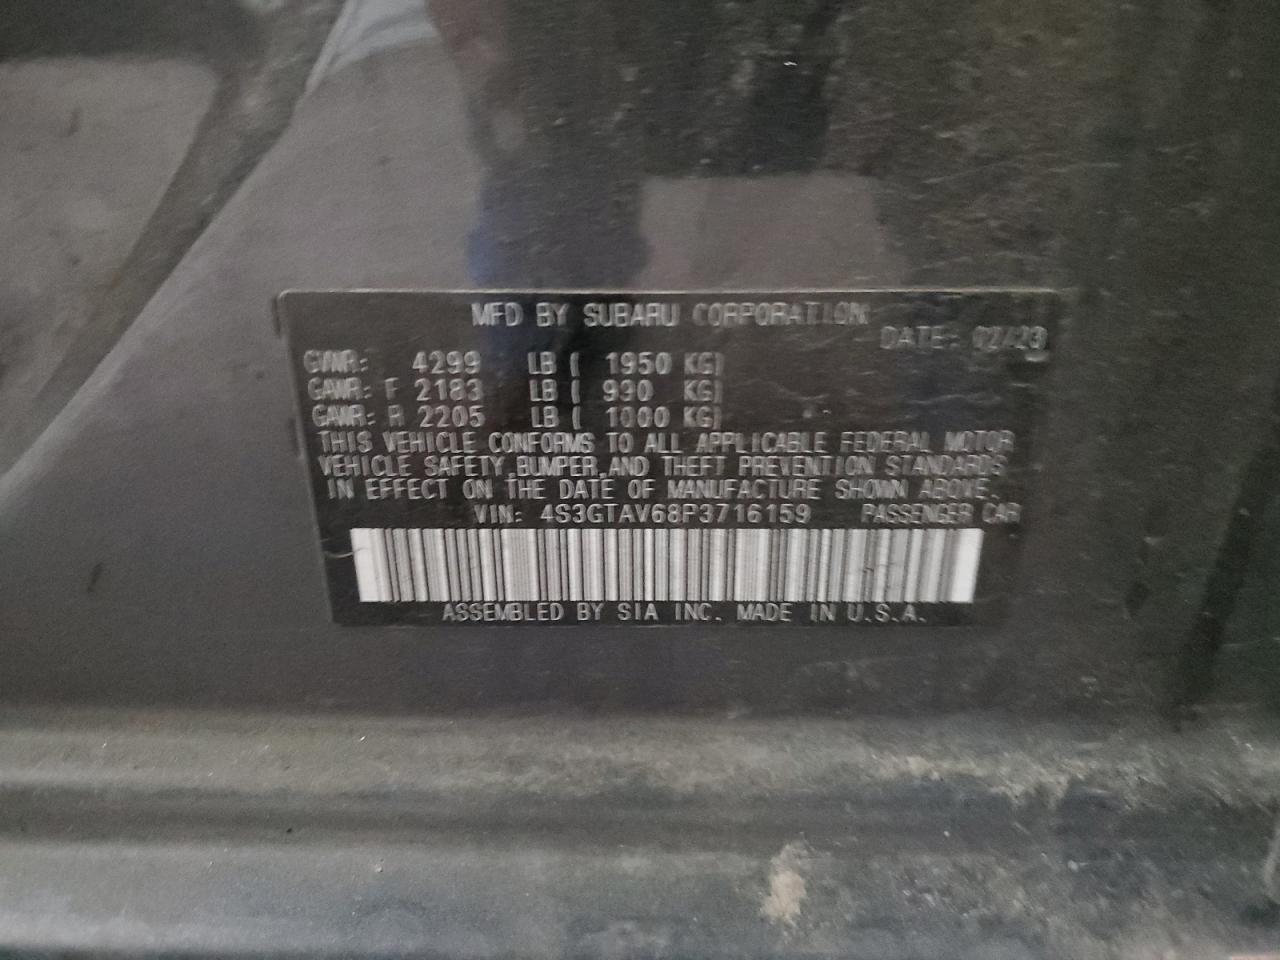 MFD BY SUBARU CORPORATION
DATE: 02/23
GVWR: 4299 LB ( 1950 KG)
GAWR: F 2183 LB ( 990 KG)
GAWR: R 2205 LB ( 1000 KG)
THIS VEHICLE CONFORMS TO ALL APPLICABLE FEDERAL MOTOR
VEHICLE SAFETY, BUMPER, AND THEFT PREVENTION STANDARDS
IN EFFECT ON THE DATE OF MANUFACTURE SHOWN ABOVE.
VIN: 4S3GTAV68P3716159 PASSENGER CAR
ASSEMBLED BY SIA INC. MADE IN U.S.A.